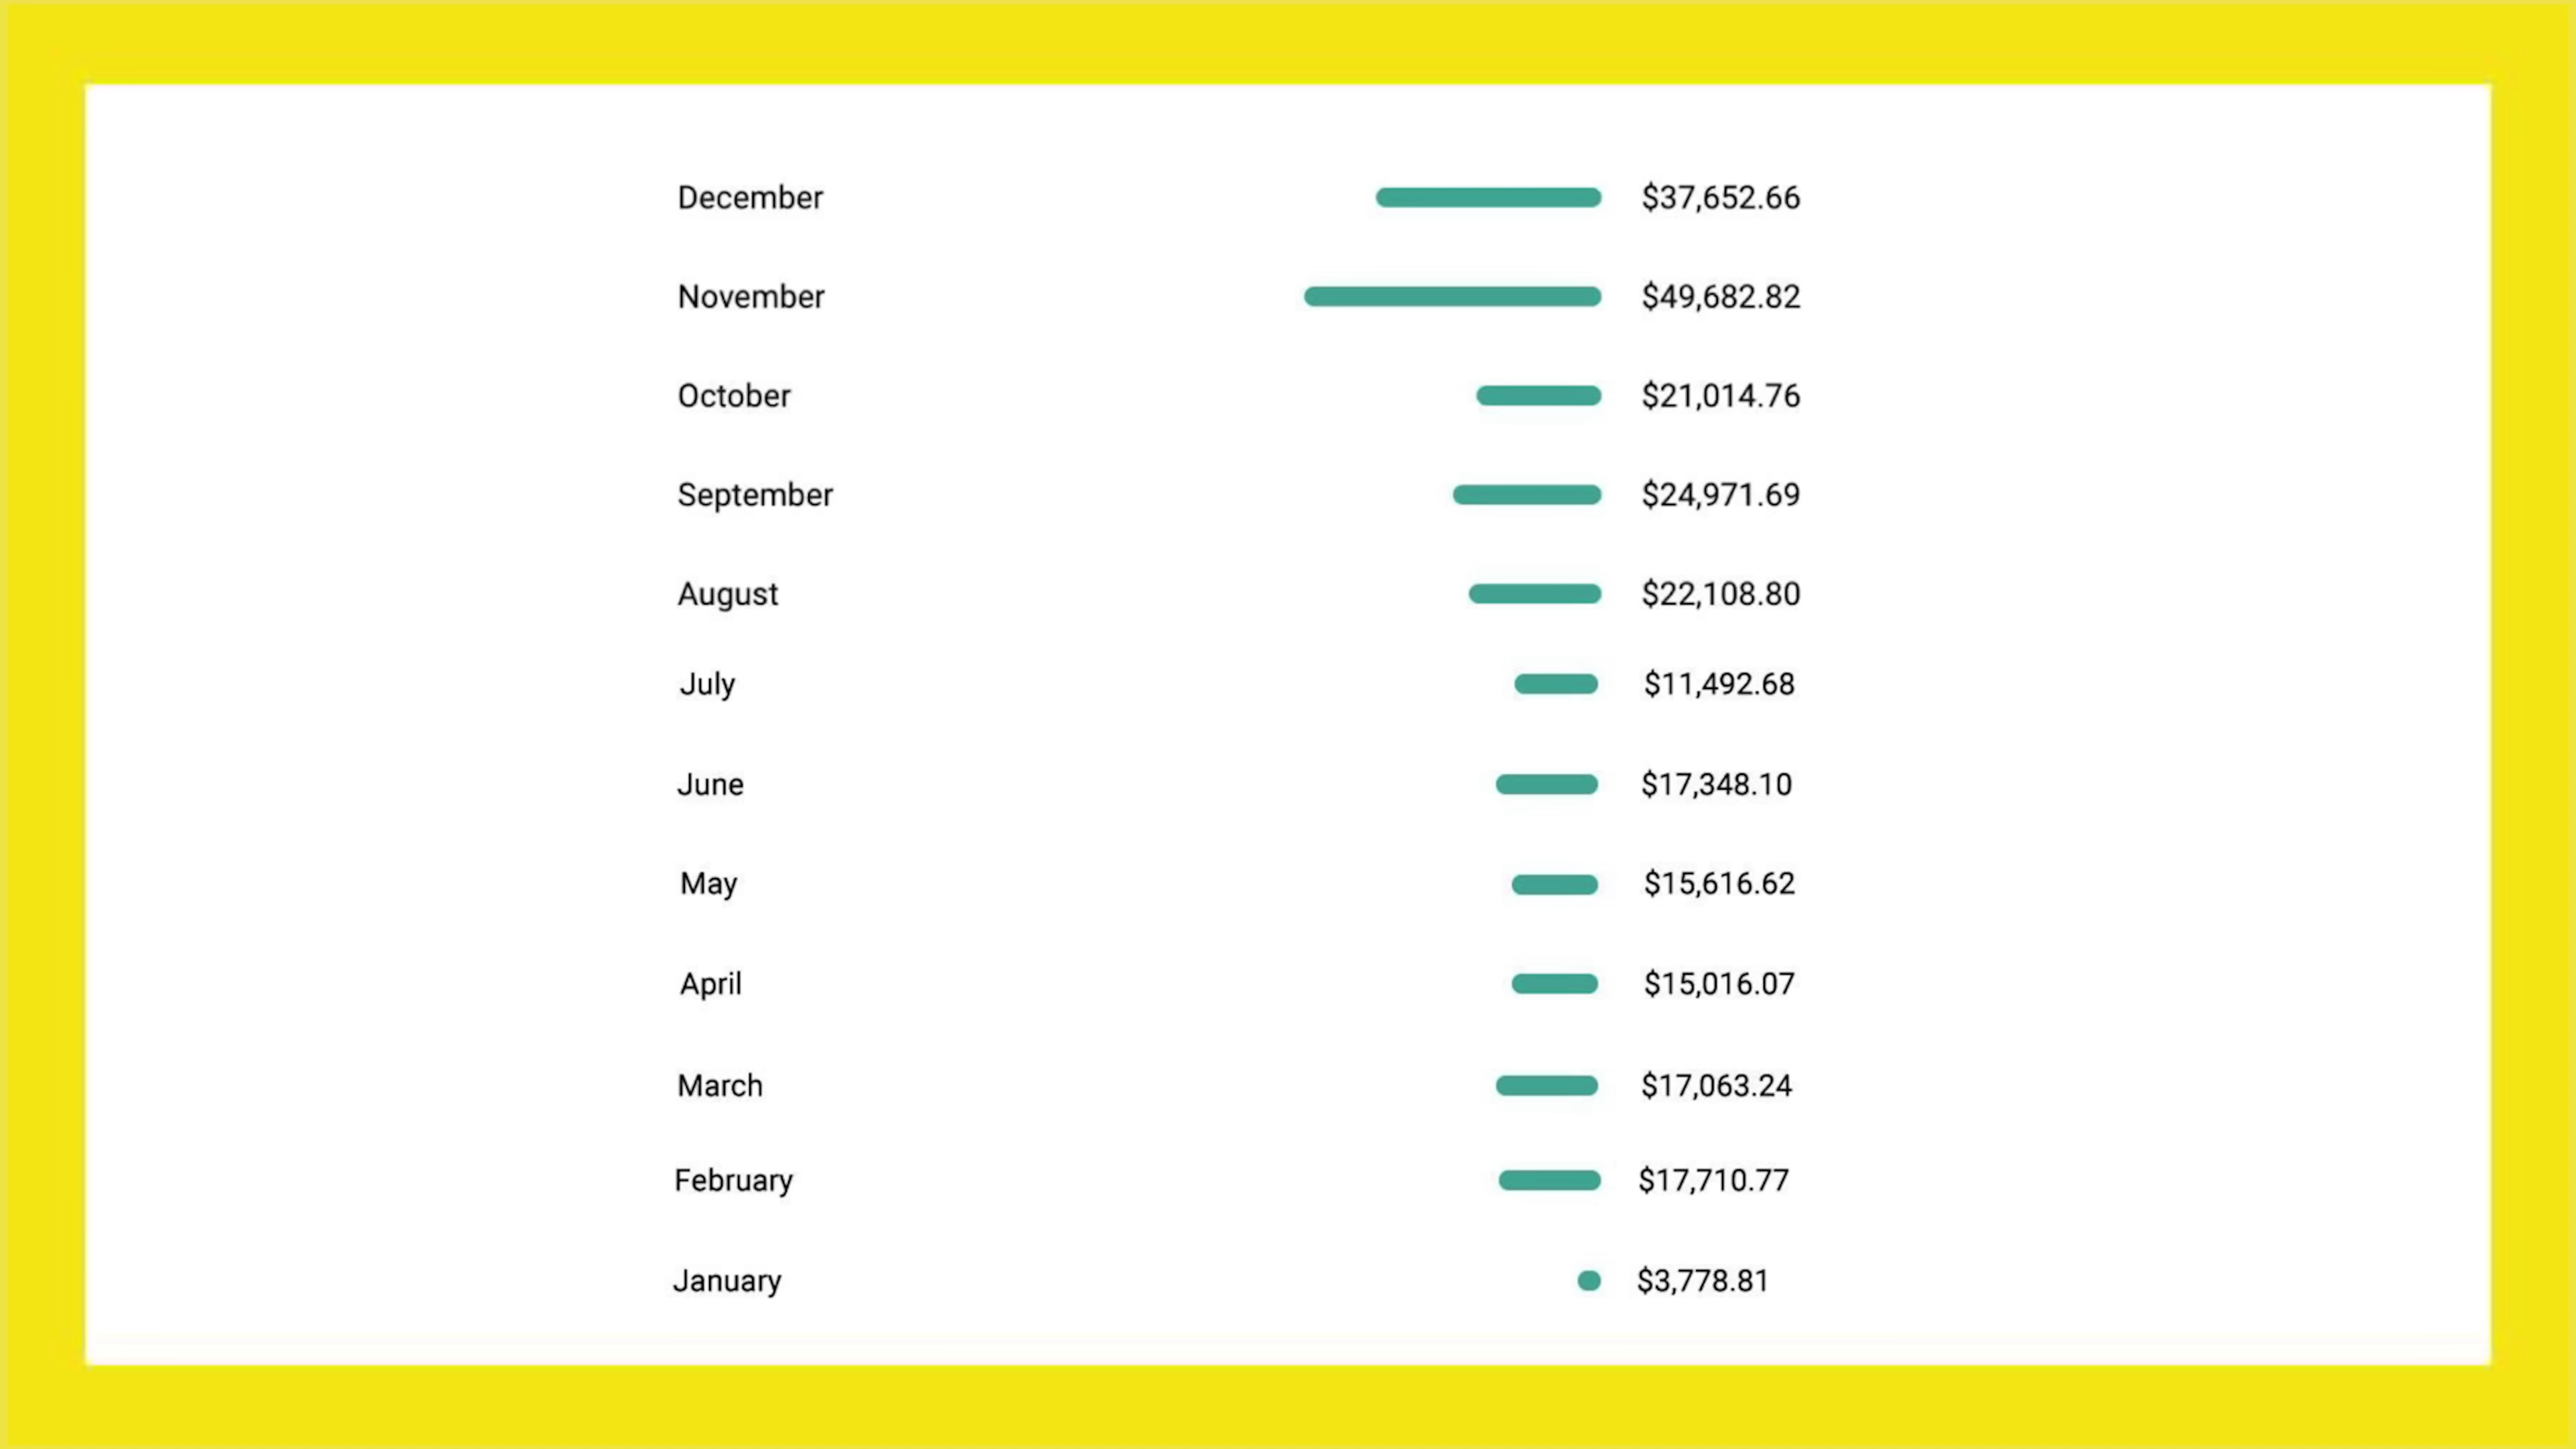 December $37,652.66
November $49,682.82
October $21,014.76
September $24,971.69
August $22,108.80
July $11,492.68
June $17,348.10
May $15,616.62
April $15,016.07
March $17,063.24
February $17,710.77
January $3,778.81